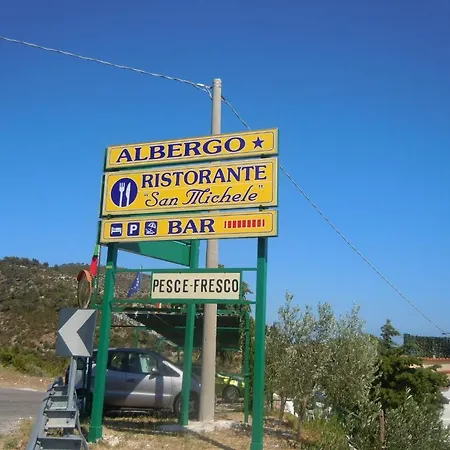 ALBERGO
RISTORANTE
"San Michele"
P BAR
PESCE-FRESCO